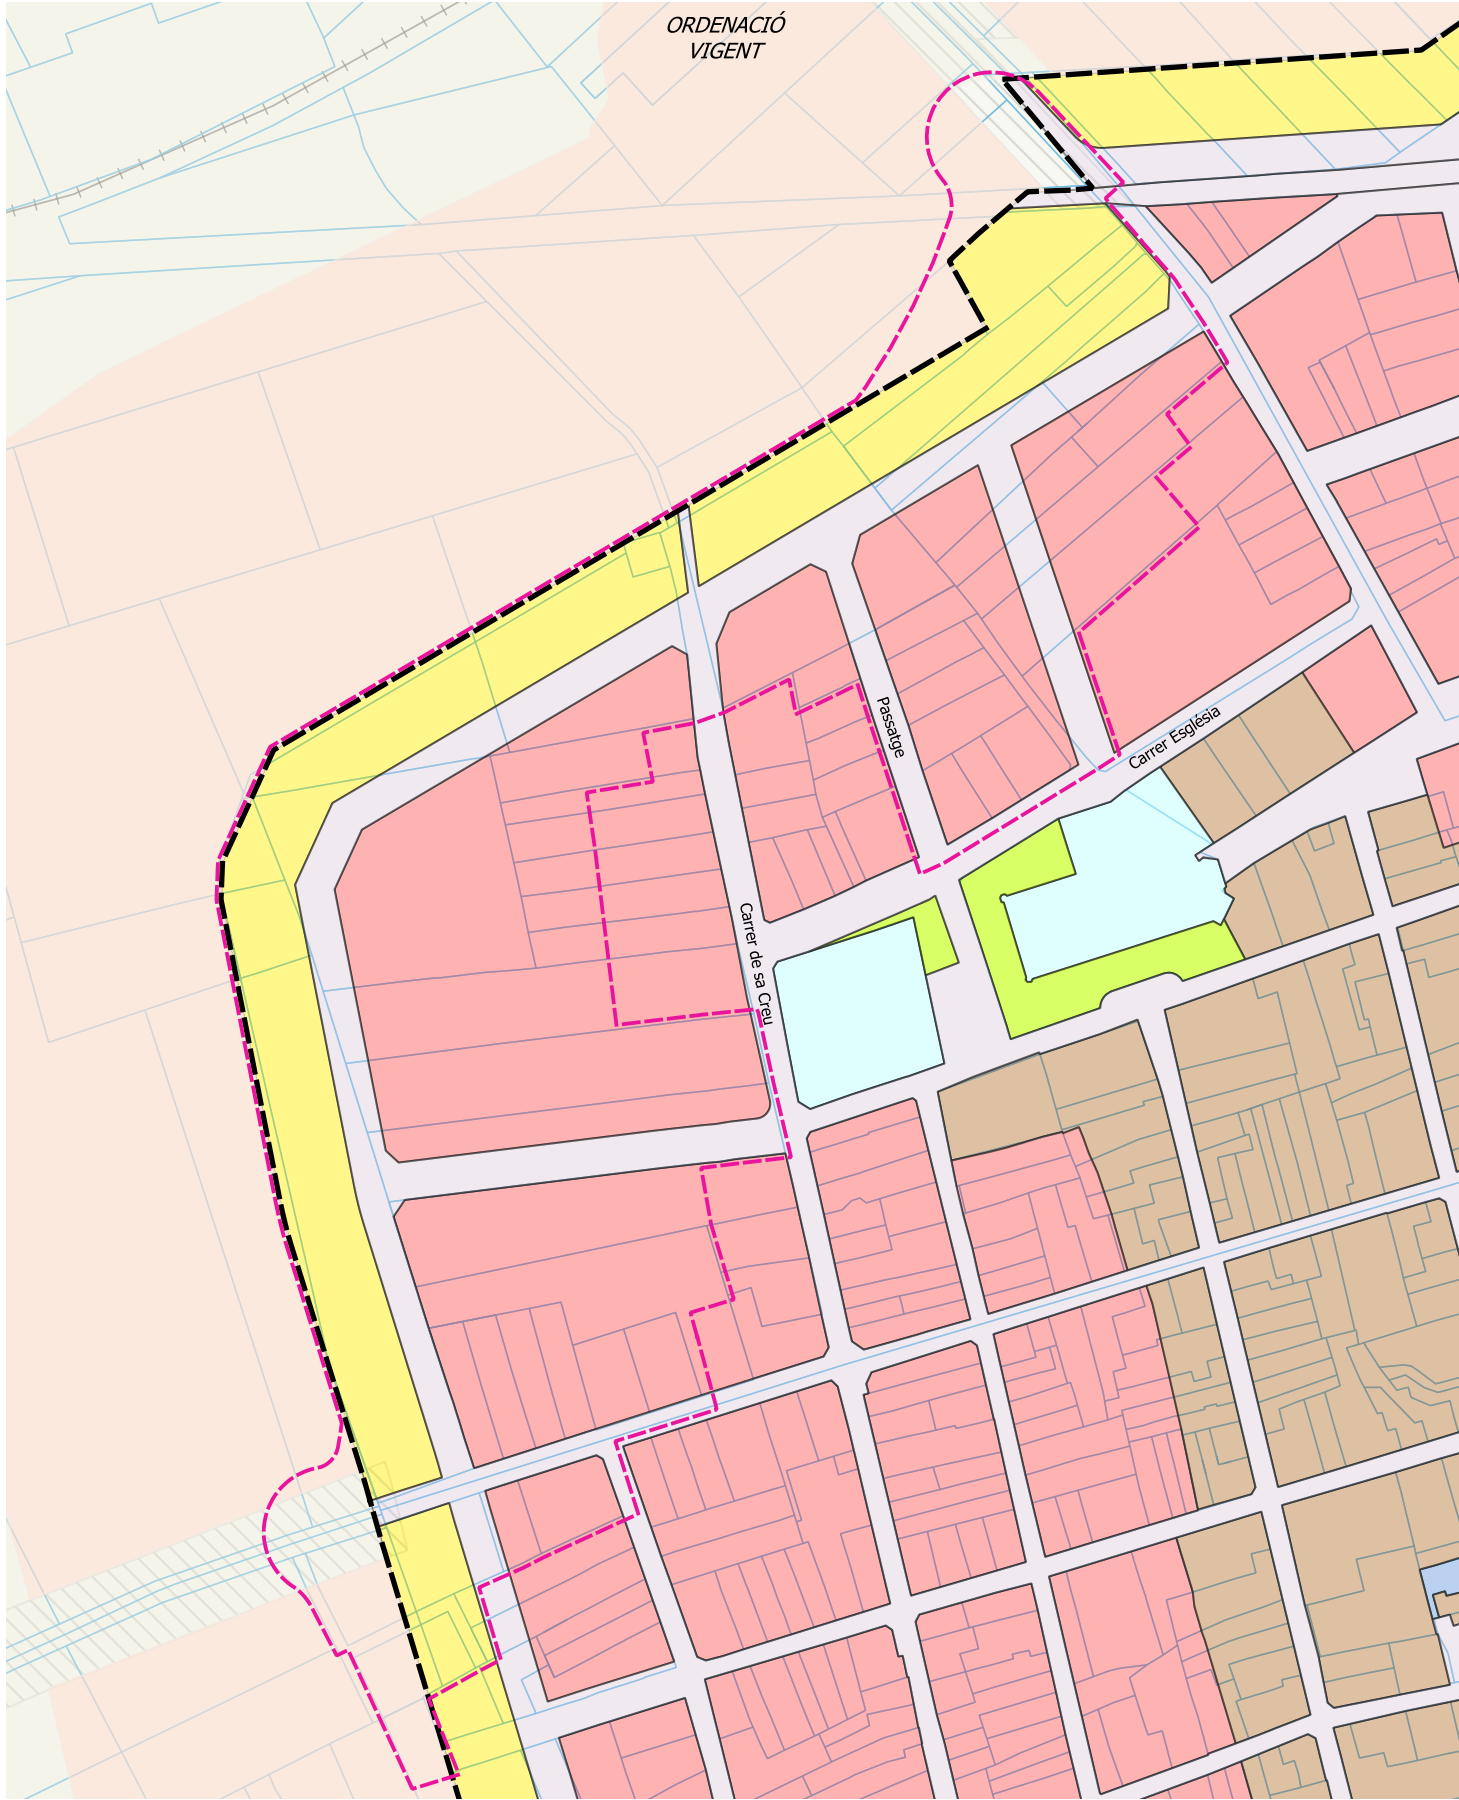 ORDENACIÓ
VIGENT
Passatge
Carrer Església
Carrer de sa Creu